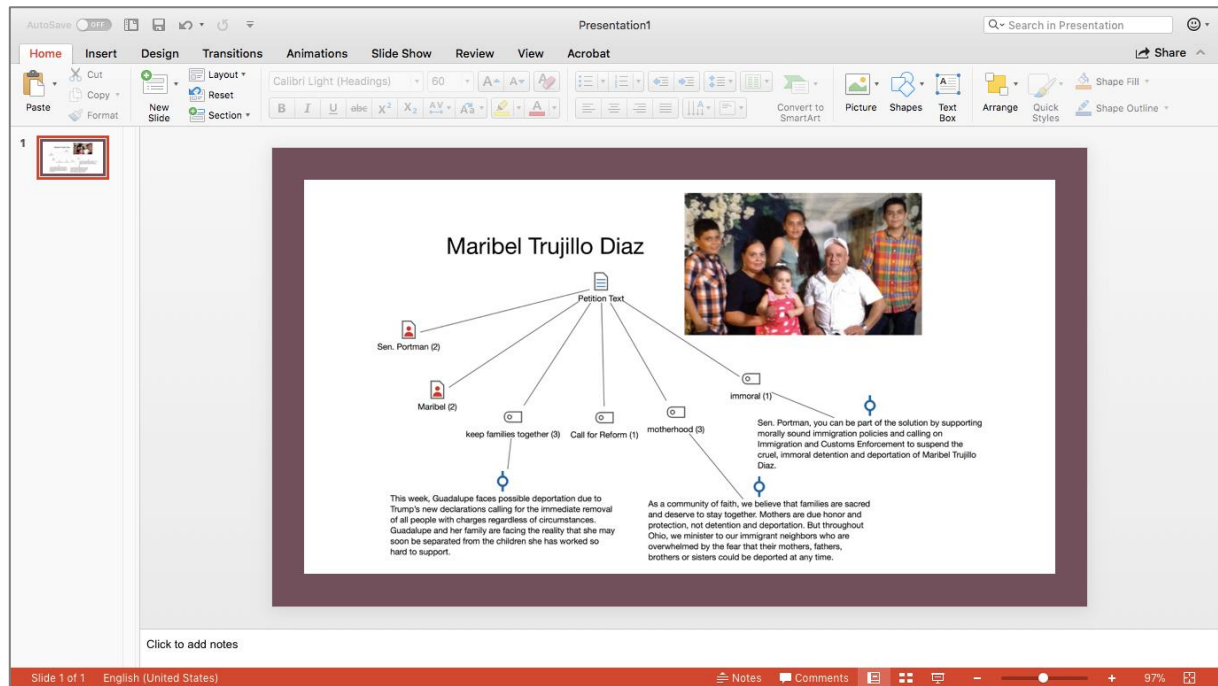 AutoSave OFF
Presentation1
Search in Presentation
Home Insert Design Transitions Animations Slide Show Review View Acrobat
Share
Paste
Cut
Copy
Format
New Slide
Layout
Reset
Section
Calibri Light (Headings) 60
Convert to SmartArt
Picture
Shapes
Text Box
Arrange
Quick Styles
Shape Fill
Shape Outline
1
Maribel Trujillo Diaz
Petition Text
Sen. Portman (2)
Maribel (2)
keep families together (3)
Call for Reform (1)
motherhood (3)
immoral (1)
Sen. Portman, you can be part of the solution by supporting
morally sound immigration policies and calling on
Immigration and Customs Enforcement to suspend the
cruel, immoral detention and deportation of Maribel Trujillo
Diaz.
This week, Guadalupe faces possible deportation due to
Trump's new declarations calling for the immediate removal
of all people with charges regardless of circumstances.
Guadalupe and her family are facing the reality that she may
soon be separated from the children she has worked so
hard to support.
As a community of faith, we believe that families are sacred
and deserve to stay together. Mothers are due honor and
protection, not detention and deportation. But throughout
Ohio, we minister to our immigrant neighbors who are
overwhelmed by the fear that their mothers, fathers,
brothers or sisters could be deported at any time.
Click to add notes
Slide 1 of 1 English (United States) Notes Comments 97%